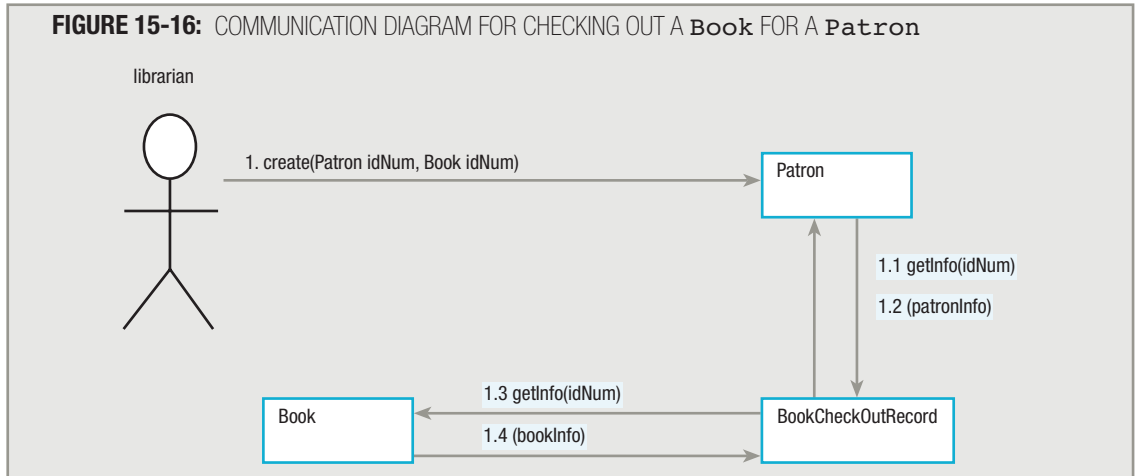 FIGURE 15-16: COMMUNICATION DIAGRAM FOR CHECKING OUT A Book FOR A Patron
librarian
1. create(Patron idNum, Book idNum)
Patron
1.1 getInfo(idNum)
1.2 (patronInfo)
1.3 getInfo(idNum)
Book
BookCheckOutRecord
1.4 (bookInfo)